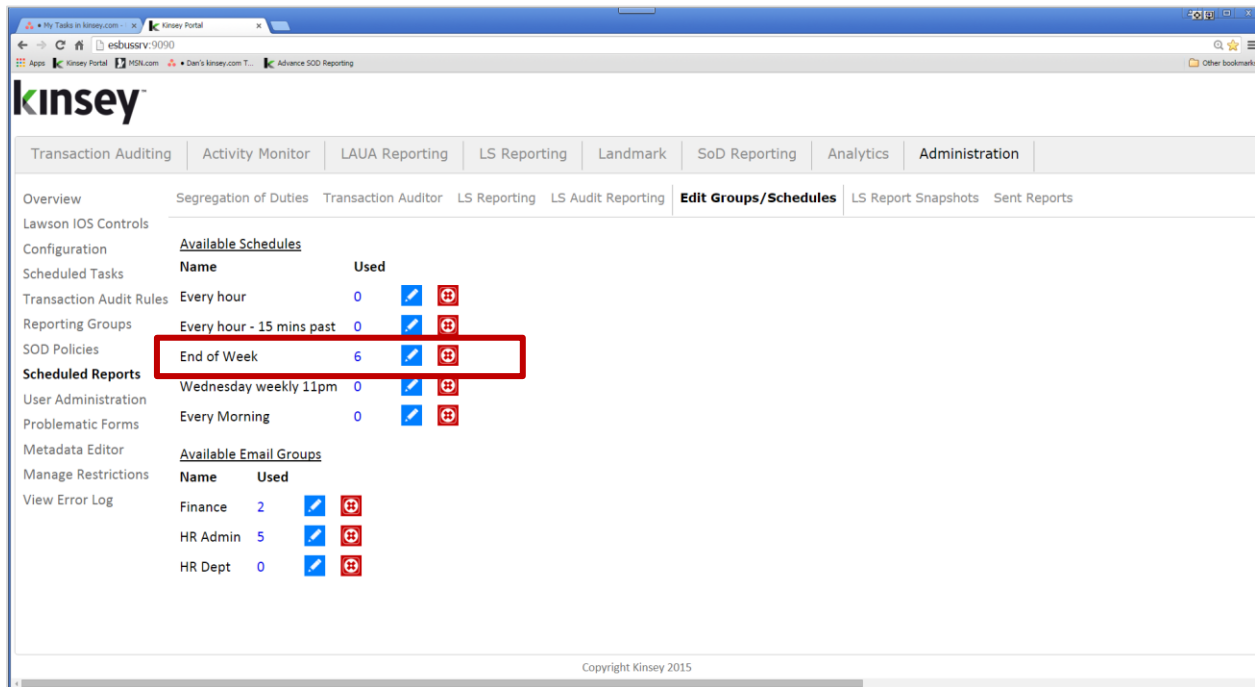 My Tasks in kinsey.com - Kinsey Portal
esbussrv:9090
Apps Kinsey Portal MSN.com • Dan's kinsey.com T... Advance SOD Reporting Other bookmarks
kinsey
Transaction Auditing Activity Monitor LAUA Reporting LS Reporting Landmark SoD Reporting Analytics Administration
Segregation of Duties Transaction Auditor LS Reporting LS Audit Reporting Edit Groups/Schedules LS Report Snapshots Sent Reports
Overview
Lawson IOS Controls
Configuration
Scheduled Tasks
Transaction Audit Rules
Reporting Groups
SOD Policies
Scheduled Reports
User Administration
Problematic Forms
Metadata Editor
Manage Restrictions
View Error Log
Available Schedules
Name Used
Every hour 0
Every hour - 15 mins past 0
End of Week 6
Wednesday weekly 11pm 0
Every Morning 0
Available Email Groups
Name Used
Finance 2
HR Admin 5
HR Dept 0
Copyright Kinsey 2015